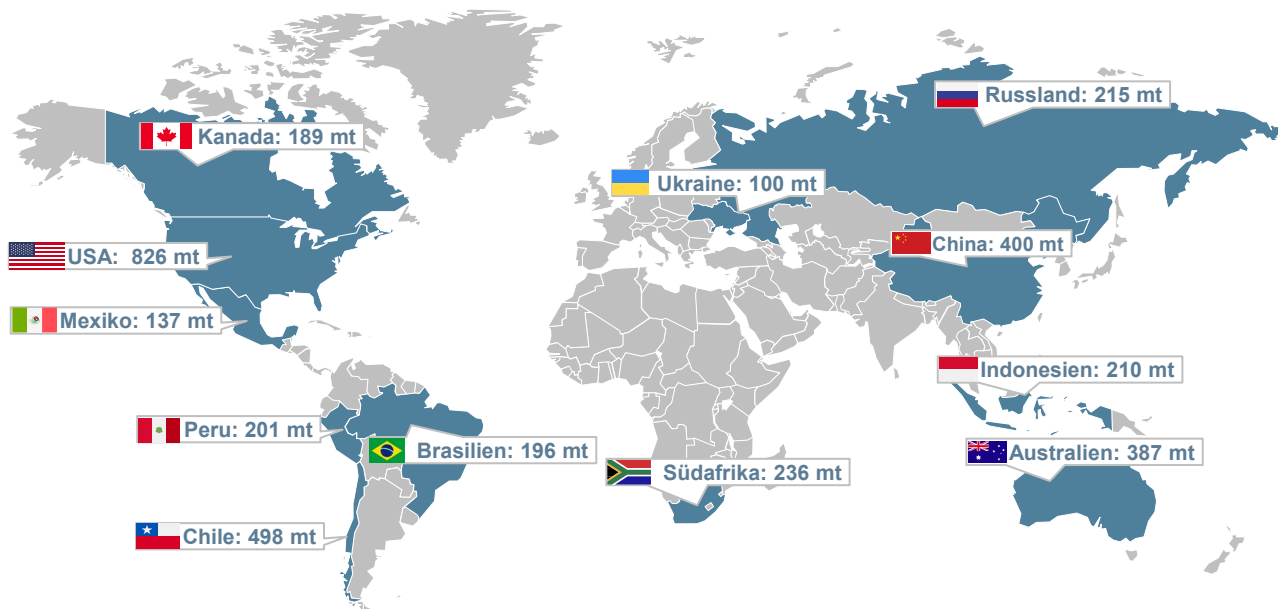 Russland: 215 mt
Kanada: 189 mt
Ukraine: 100 mt
USA:  826 mt
China: 400 mt
Mexiko: 137 mt
Indonesien: 210 mt
Peru: 201 mt
Brasilien: 196 mt
Australien: 387 mt
Südafrika: 236 mt
Chile: 498 mt